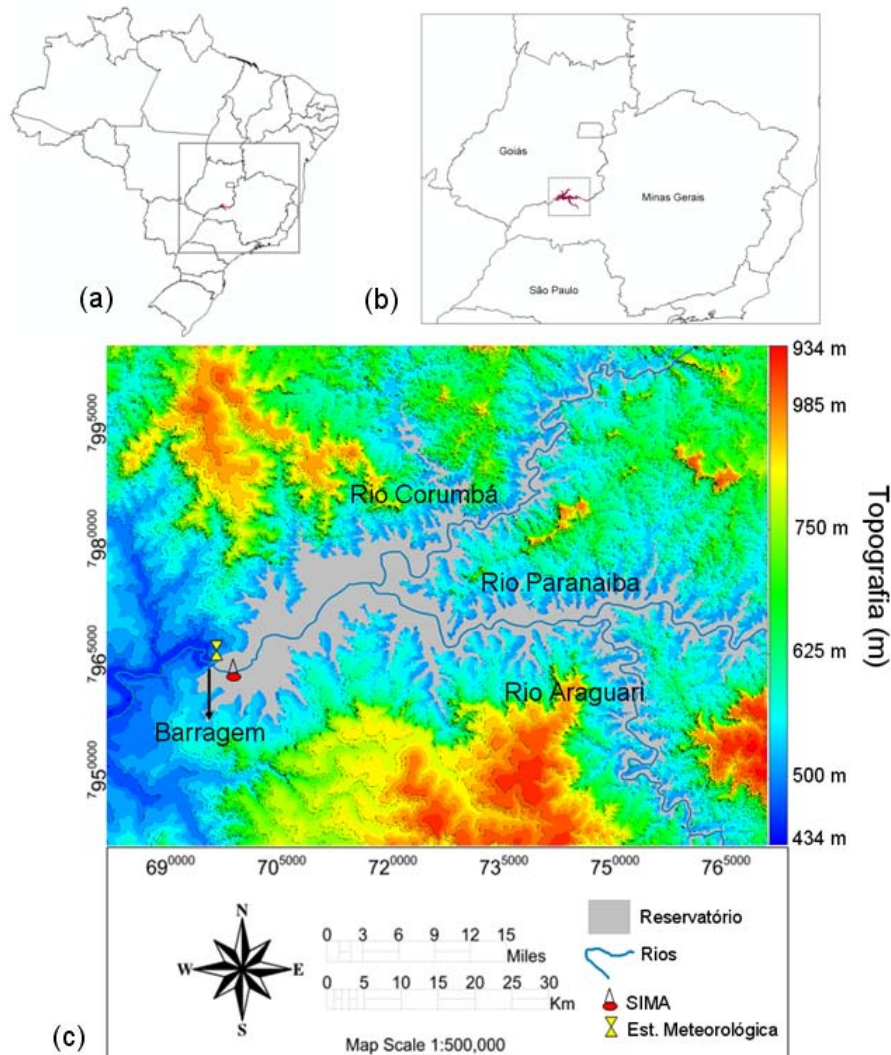 (a)
(b)
Goiás
Minas Gerais
São Paulo
934 m
985 m
750 m
625 m
500 m
434 m
Topografia (m)
799⁵⁰⁰⁰
798⁰⁰⁰⁰
796⁵⁰⁰⁰
795⁰⁰⁰⁰
Rio Corumbá
Rio Paranaiba
Rio Araguari
Barragem
69⁰⁰⁰⁰
70⁵⁰⁰⁰
72⁰⁰⁰⁰
73⁵⁰⁰⁰
75⁰⁰⁰⁰
76⁵⁰⁰⁰
N
W
E
S
0 3 6 9 12 15
Miles
0 5 10 15 20 25 30
Km
Map Scale 1:500,000
Reservatório
Rios
SIMA
Est. Meteorológica
(c)